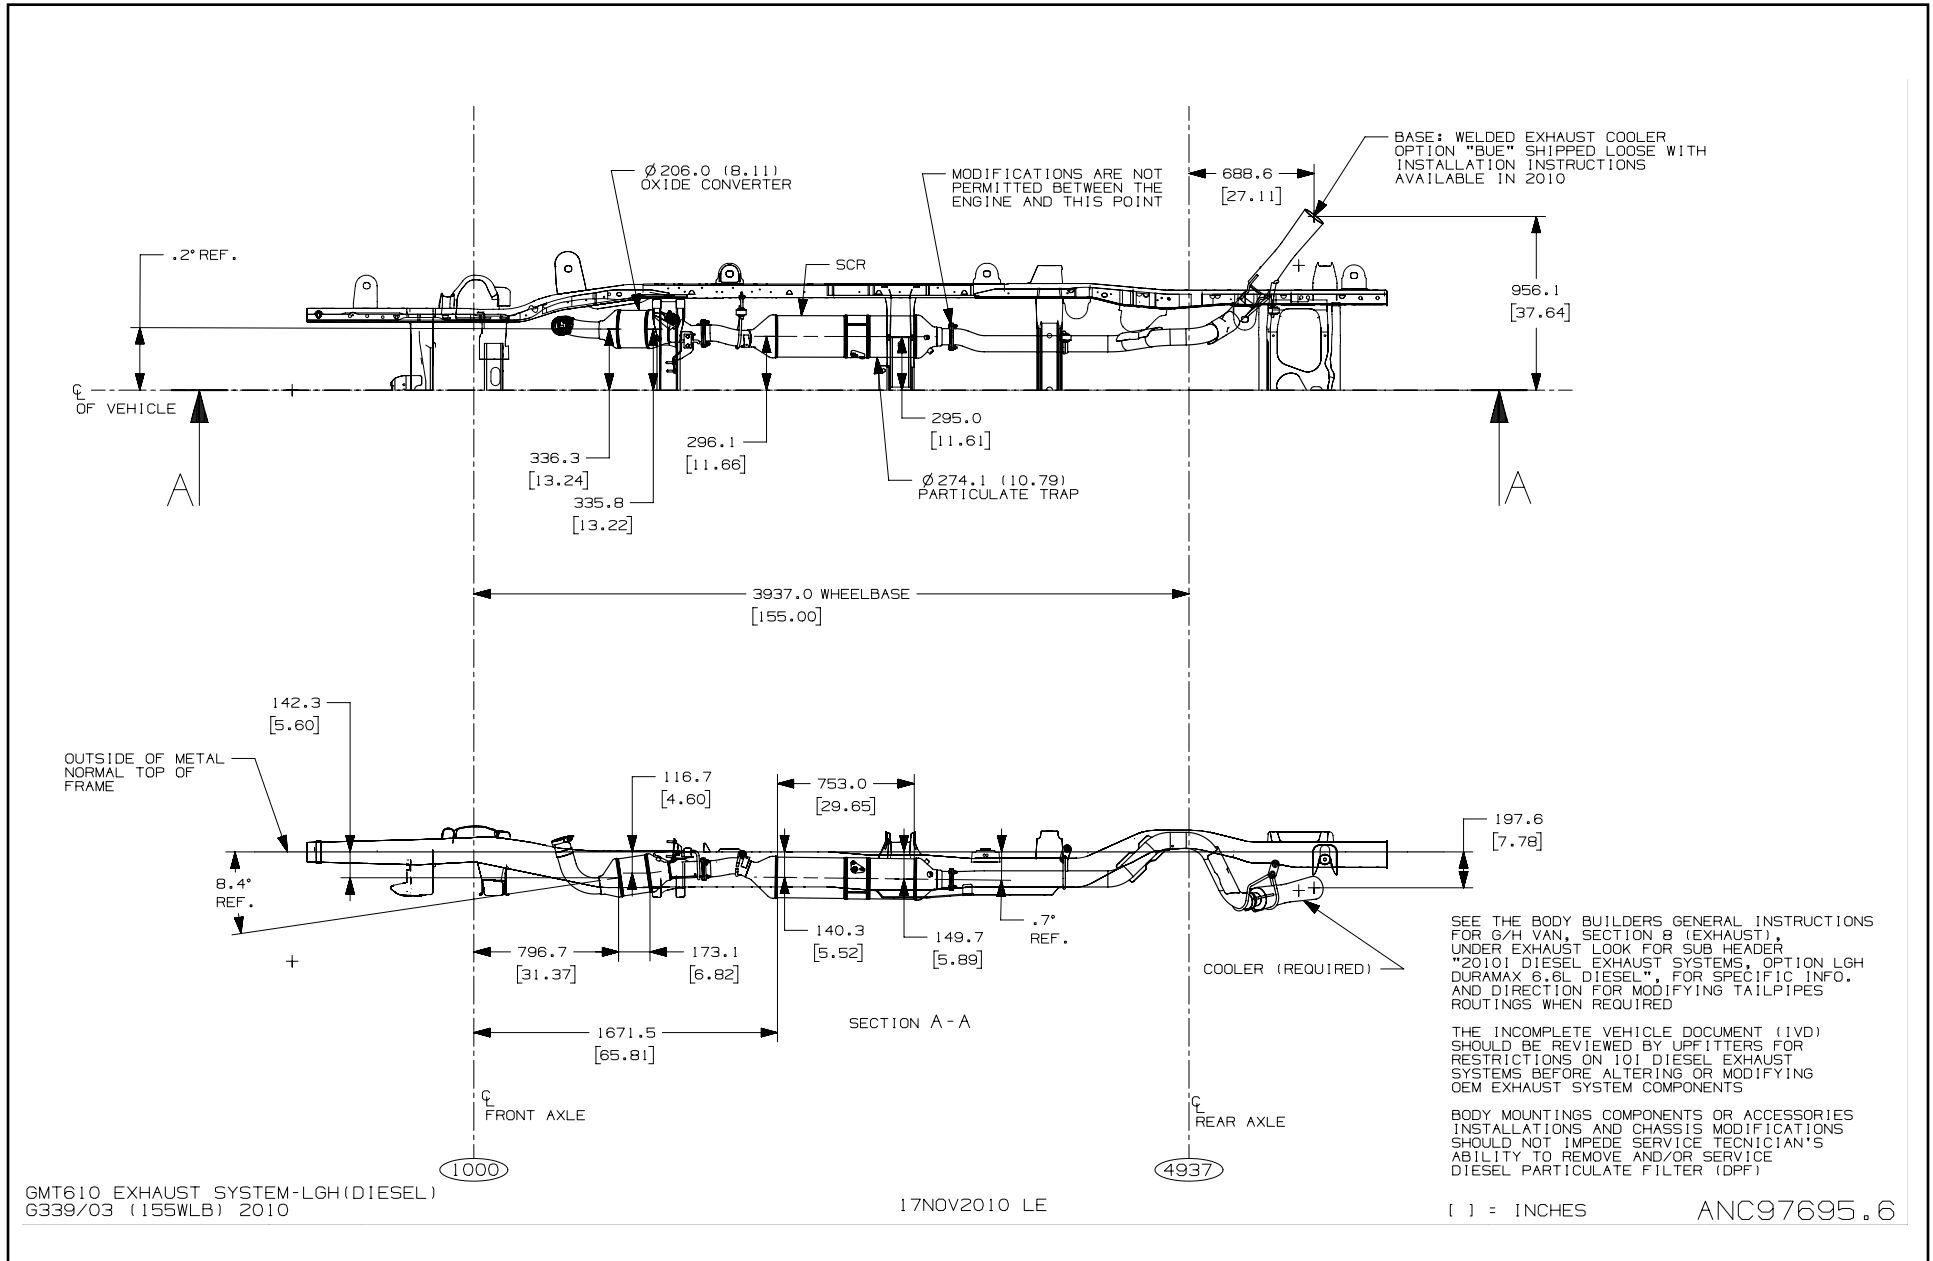 BASE: WELDED EXHAUST COOLER
OPTION "BUE" SHIPPED LOOSE WITH
INSTALLATION INSTRUCTIONS
AVAILABLE IN 2010
Ø206.0 (8.11)
OXIDE CONVERTER
MODIFICATIONS ARE NOT
PERMITTED BETWEEN THE
ENGINE AND THIS POINT
688.6
[27.11]
.2° REF.
SCR
956.1
[37.64]
℄
OF VEHICLE
295.0
[11.61]
296.1
[11.66]
336.3
[13.24]
335.8
[13.22]
Ø274.1 (10.79)
PARTICULATE TRAP
A
A
3937.0 WHEELBASE
[155.00]
142.3
[5.60]
OUTSIDE OF METAL
NORMAL TOP OF
FRAME
116.7
[4.60]
753.0
[29.65]
197.6
[7.78]
8.4°
REF.
140.3
[5.52]
149.7
[5.89]
.7°
REF.
796.7
[31.37]
173.1
[6.82]
COOLER (REQUIRED)
1671.5
[65.81]
SECTION A-A
℄
FRONT AXLE
℄
REAR AXLE
1000
4937
SEE THE BODY BUILDERS GENERAL INSTRUCTIONS
FOR G/H VAN, SECTION 8 (EXHAUST),
UNDER EXHAUST LOOK FOR SUB HEADER
"2010I DIESEL EXHAUST SYSTEMS, OPTION LGH
DURAMAX 6.6L DIESEL", FOR SPECIFIC INFO.
AND DIRECTION FOR MODIFYING TAILPIPES
ROUTINGS WHEN REQUIRED
THE INCOMPLETE VEHICLE DOCUMENT (IVD)
SHOULD BE REVIEWED BY UPFITTERS FOR
RESTRICTIONS ON 10I DIESEL EXHAUST
SYSTEMS BEFORE ALTERING OR MODIFYING
OEM EXHAUST SYSTEM COMPONENTS
BODY MOUNTINGS COMPONENTS OR ACCESSORIES
INSTALLATIONS AND CHASSIS MODIFICATIONS
SHOULD NOT IMPEDE SERVICE TECNICIAN'S
ABILITY TO REMOVE AND/OR SERVICE
DIESEL PARTICULATE FILTER (DPF)
GMT610 EXHAUST SYSTEM-LGH(DIESEL)
G339/03 (155WLB) 2010
17NOV2010 LE
[ ] = INCHES
ANC97695.6